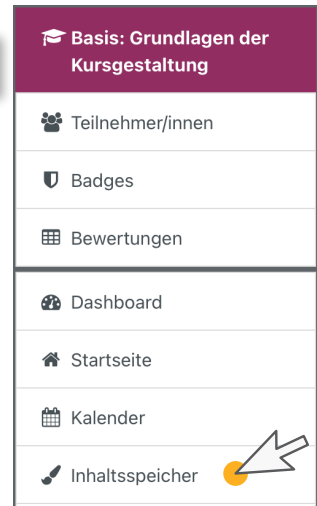 Basis: Grundlagen der
Kursgestaltung
Teilnehmer/innen
Badges
Bewertungen
Dashboard
Startseite
Kalender
Inhaltsspeicher